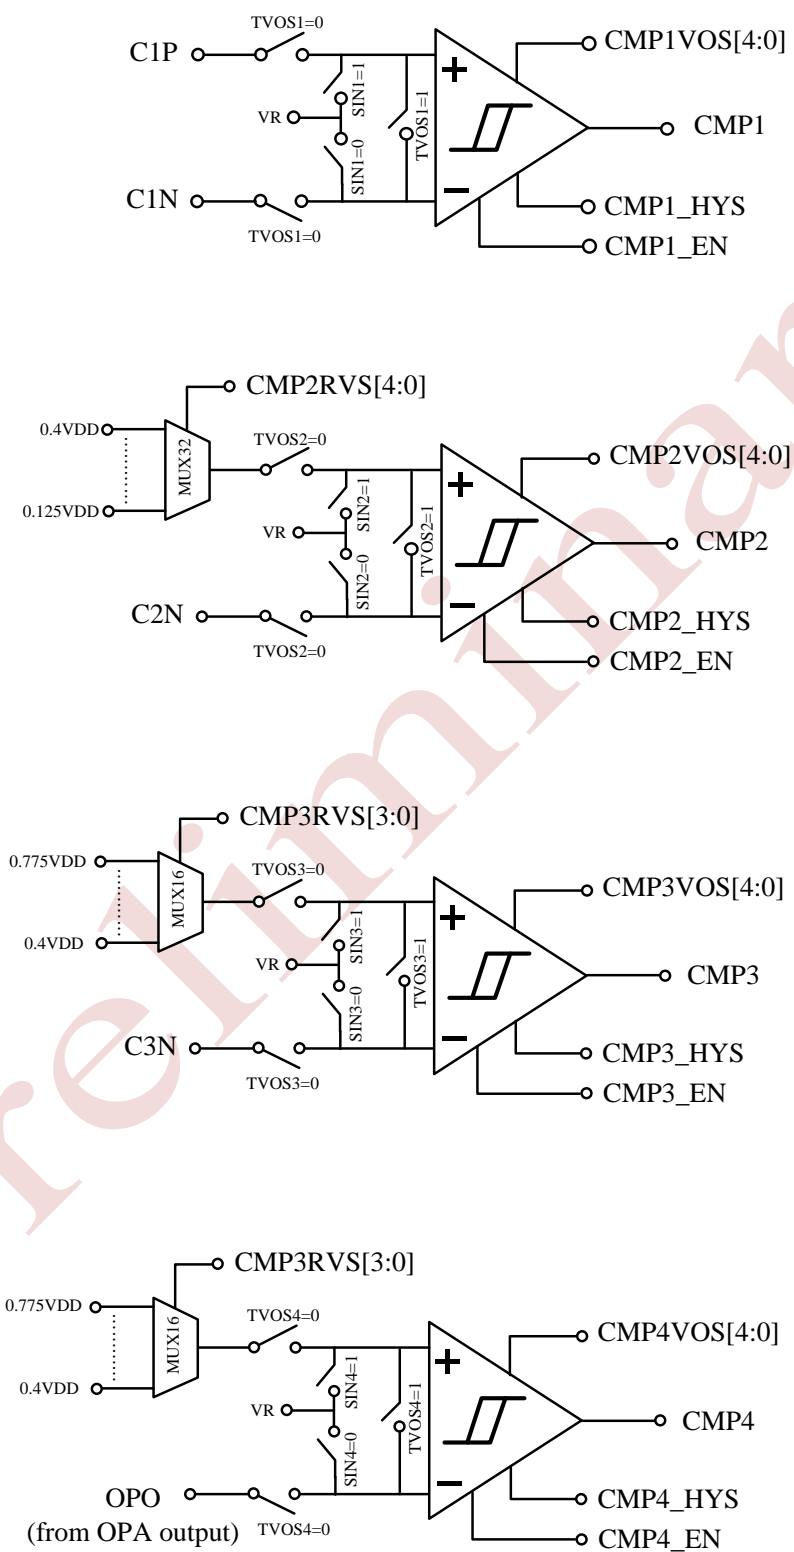 TVOS1=0
C1P
CMP1VOS[4:0]
SIN1=1
TVOS1=1
VR
CMP1
SIN1=0
C1N
CMP1_HYS
TVOS1=0
CMP1_EN
CMP2RVS[4:0]
0.4VDD
TVOS2=0
MUX32
CMP2VOS[4:0]
SIN2=1
0.125VDD
TVOS2=1
VR
CMP2
SIN2=0
C2N
CMP2_HYS
TVOS2=0
CMP2_EN
CMP3RVS[3:0]
0.775VDD
TVOS3=0
MUX16
CMP3VOS[4:0]
SIN3=1
0.4VDD
TVOS3=1
VR
CMP3
SIN3=0
C3N
CMP3_HYS
TVOS3=0
CMP3_EN
CMP3RVS[3:0]
0.775VDD
TVOS4=0
MUX16
CMP4VOS[4:0]
SIN4=1
0.4VDD
TVOS4=1
VR
CMP4
SIN4=0
OPO
(from OPA output)
CMP4_HYS
TVOS4=0
CMP4_EN
reliminar